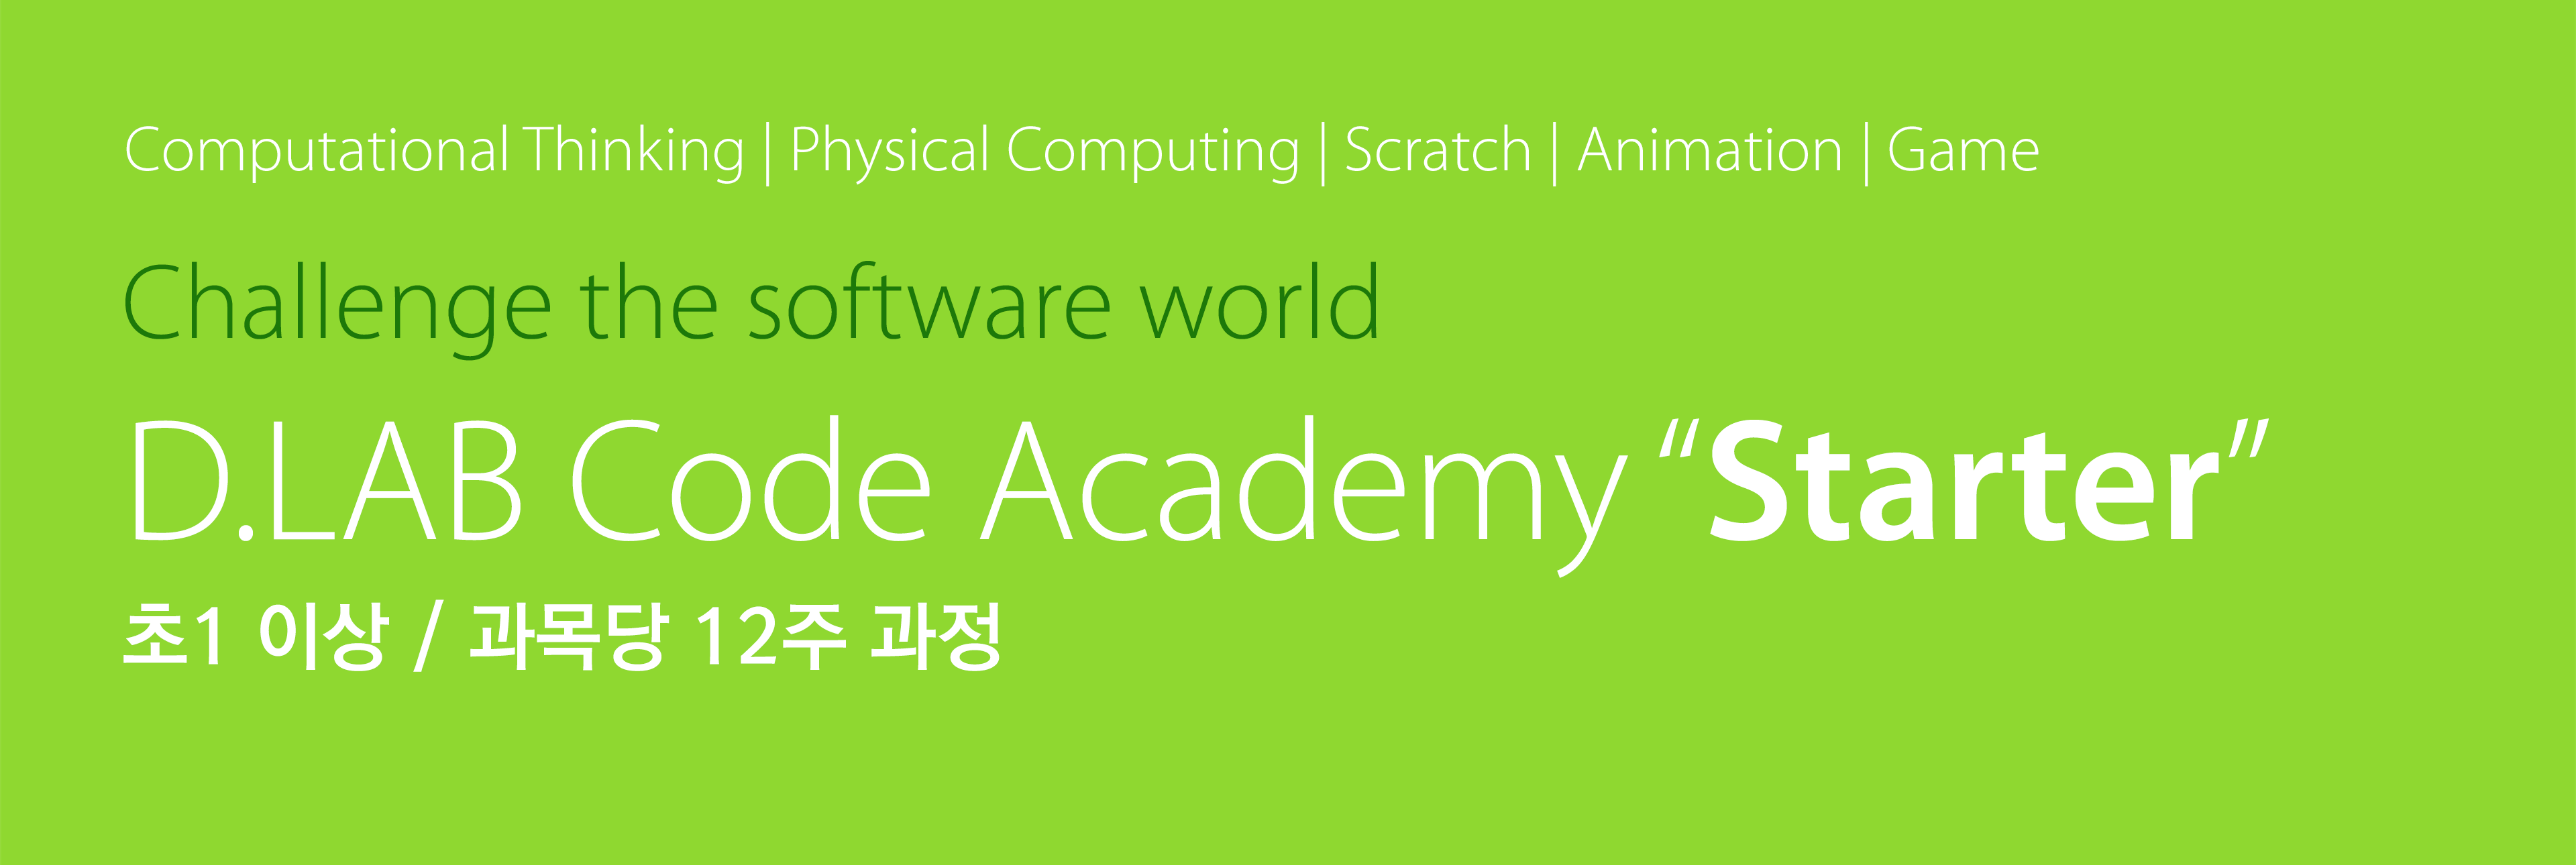 Computational Thinking | Physical Computing | Scratch | Animation | Game
Challenge the software world
D.LAB Code Academy “Starter”
초1 이상 / 과목당 12주 과정